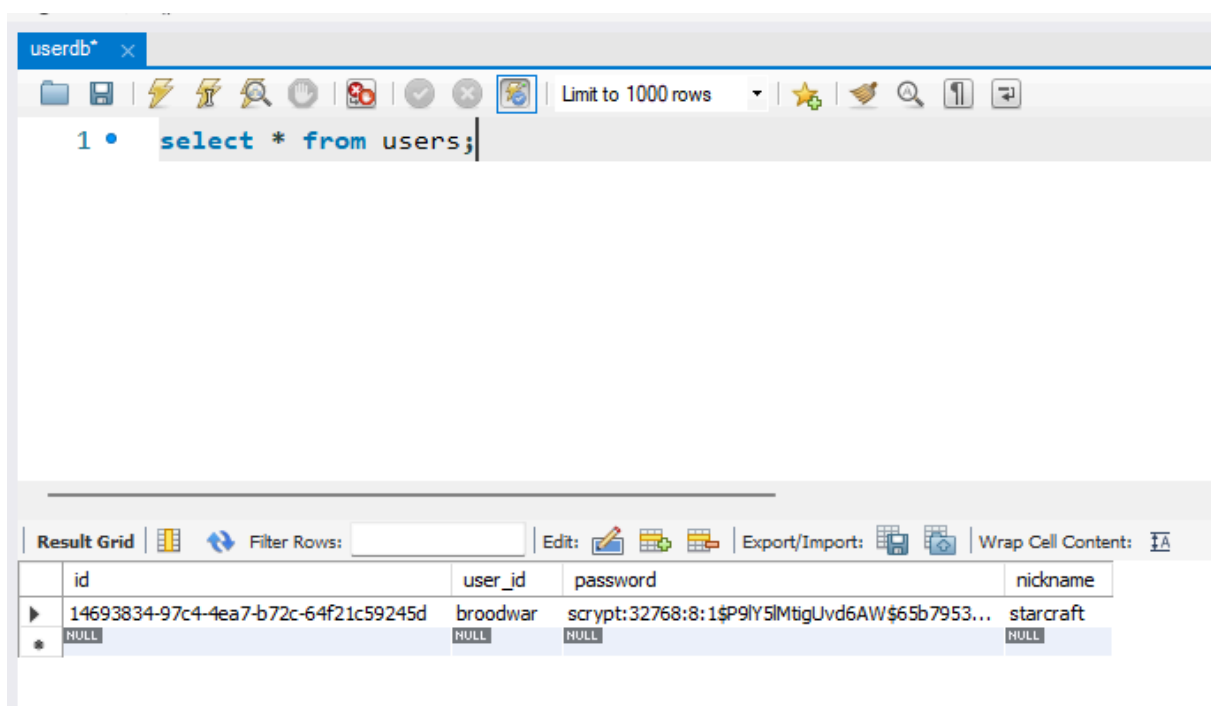 userdb*
Limit to 1000 rows
1 select * from users;
Result Grid Filter Rows: Edit: Export/Import: Wrap Cell Content:
id user_id password nickname
14693834-97c4-4ea7-b72c-64f21c59245d broodwar scrypt:32768:8:1$P9lY5lMtigUvd6AW$65b7953... starcraft
NULL NULL NULL NULL